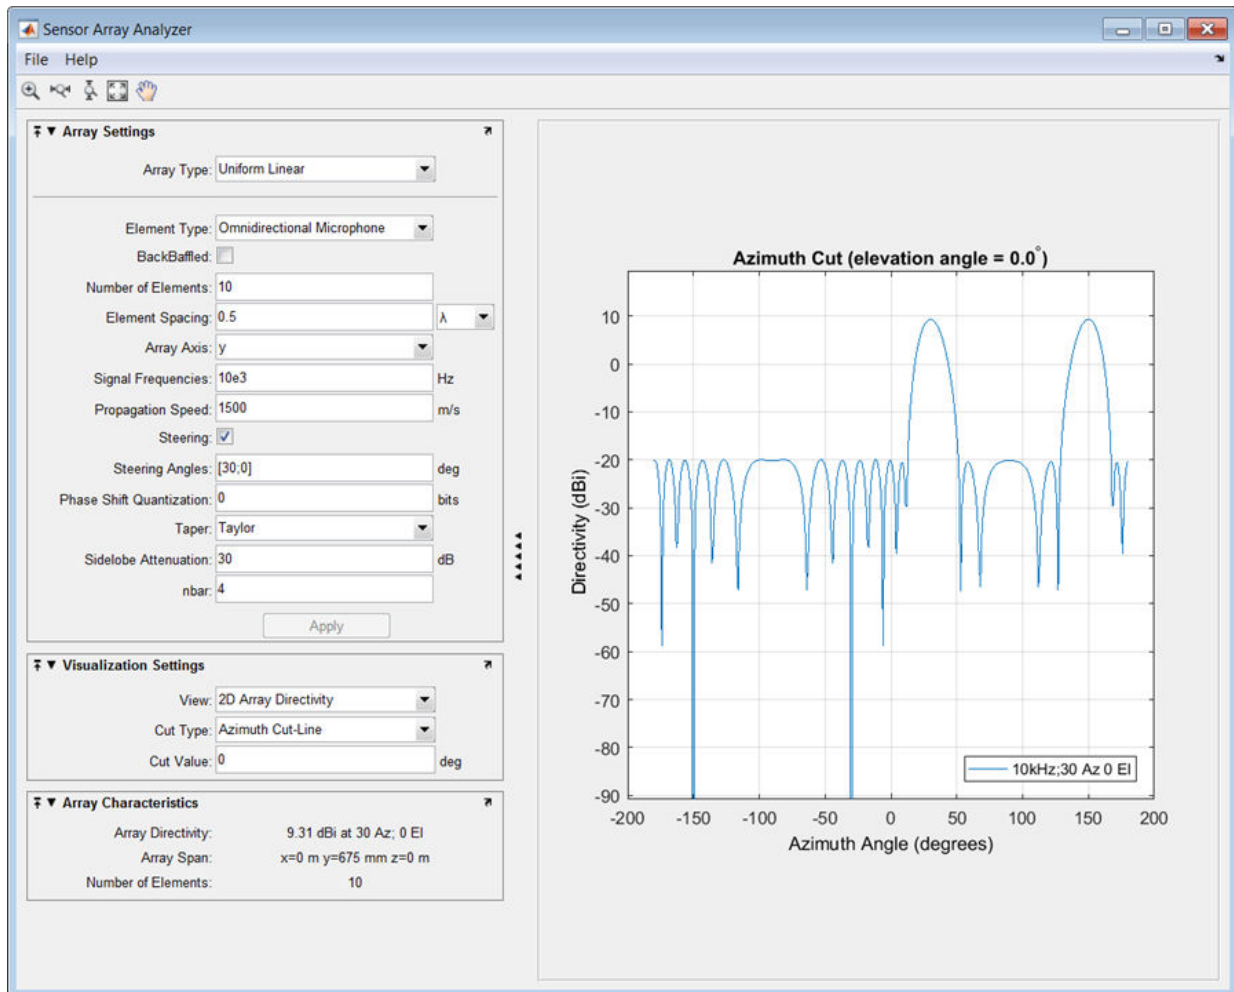 Sensor Array Analyzer
File Help
Array Settings
Array Type: Uniform Linear
Element Type: Omnidirectional Microphone
BackBaffled:
Number of Elements: 10
Element Spacing: 0.5 λ
Array Axis: y
Signal Frequencies: 10e3 Hz
Propagation Speed: 1500 m/s
Steering:
Steering Angles: [30;0] deg
Phase Shift Quantization: 0 bits
Taper: Taylor
Sidelobe Attenuation: 30 dB
nbar: 4
Apply
Visualization Settings
View: 2D Array Directivity
Cut Type: Azimuth Cut-Line
Cut Value: 0 deg
Array Characteristics
Array Directivity: 9.31 dBi at 30 Az; 0 El
Array Span: x=0 m y=675 mm z=0 m
Number of Elements: 10
Azimuth Cut (elevation angle = 0.0°)
Directivity (dBi)
10
0
-10
-20
-30
-40
-50
-60
-70
-80
-90
10kHz;30 Az 0 El
-200 -150 -100 -50 0 50 100 150 200
Azimuth Angle (degrees)